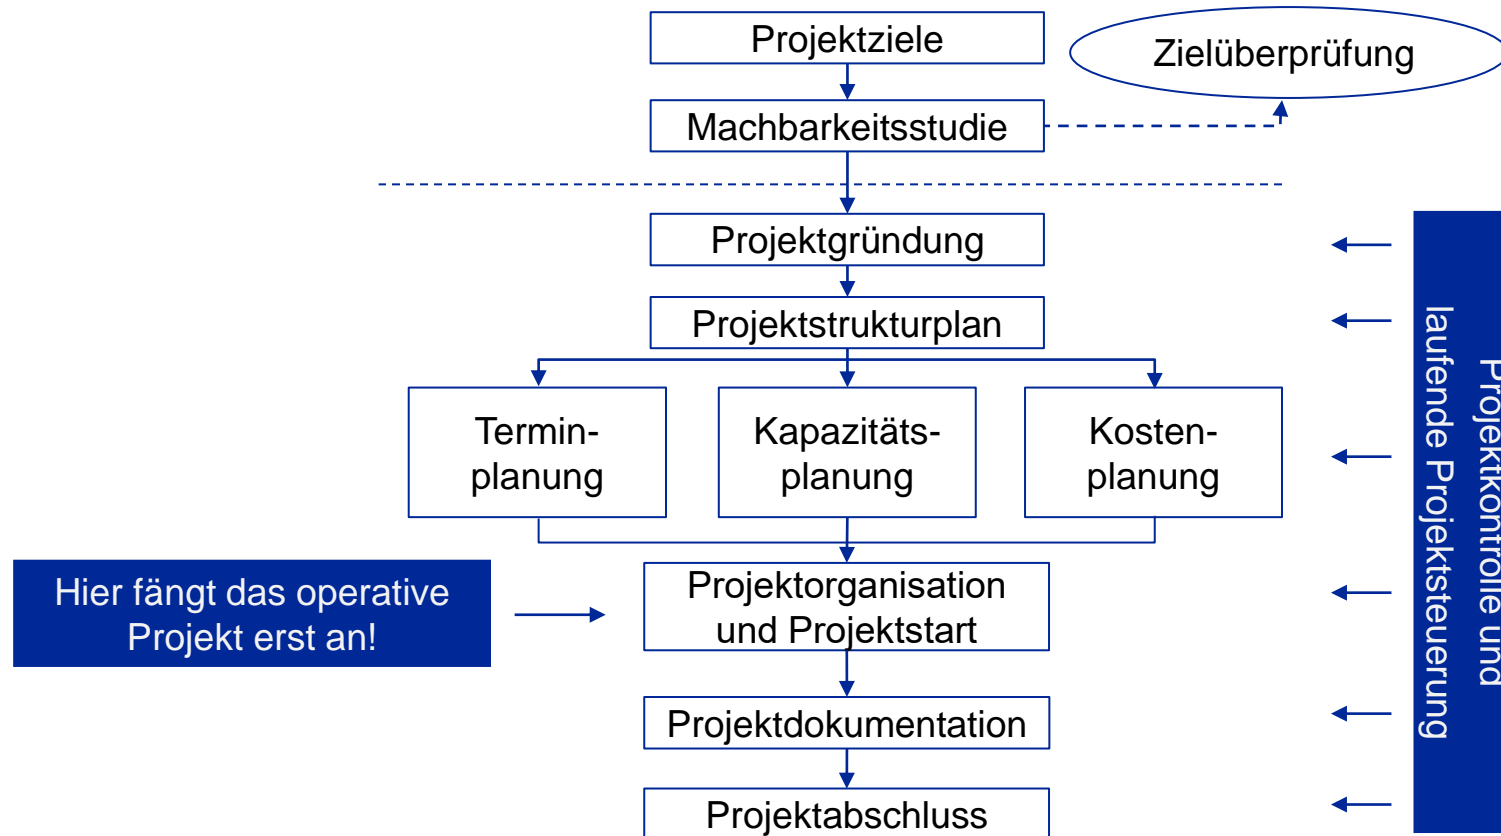 Projektziele
Zielüberprüfung
Machbarkeitsstudie
Projektgründung
Projektstrukturplan
Termin-
planung
Kapazitäts-
planung
Kosten-
planung
Hier fängt das operative
Projekt erst an!
Projektorganisation
und Projektstart
Projektdokumentation
Projektabschluss
Projektkontrolle und
laufende Projektsteuerung